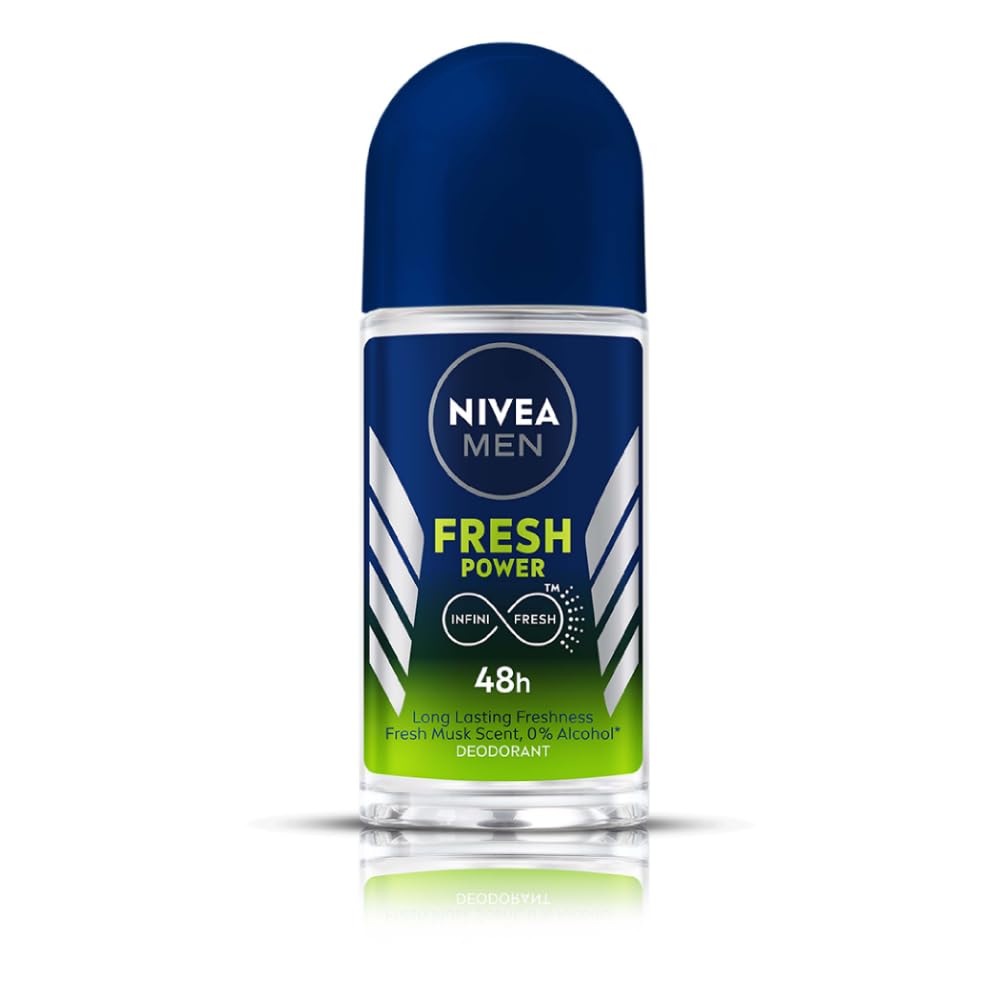 NIVEA
MEN
FRESH
POWER
TM
INFINI FRESH
48h
Long Lasting Freshness
Fresh Musk Scent, 0% Alcohol*
DEODORANT